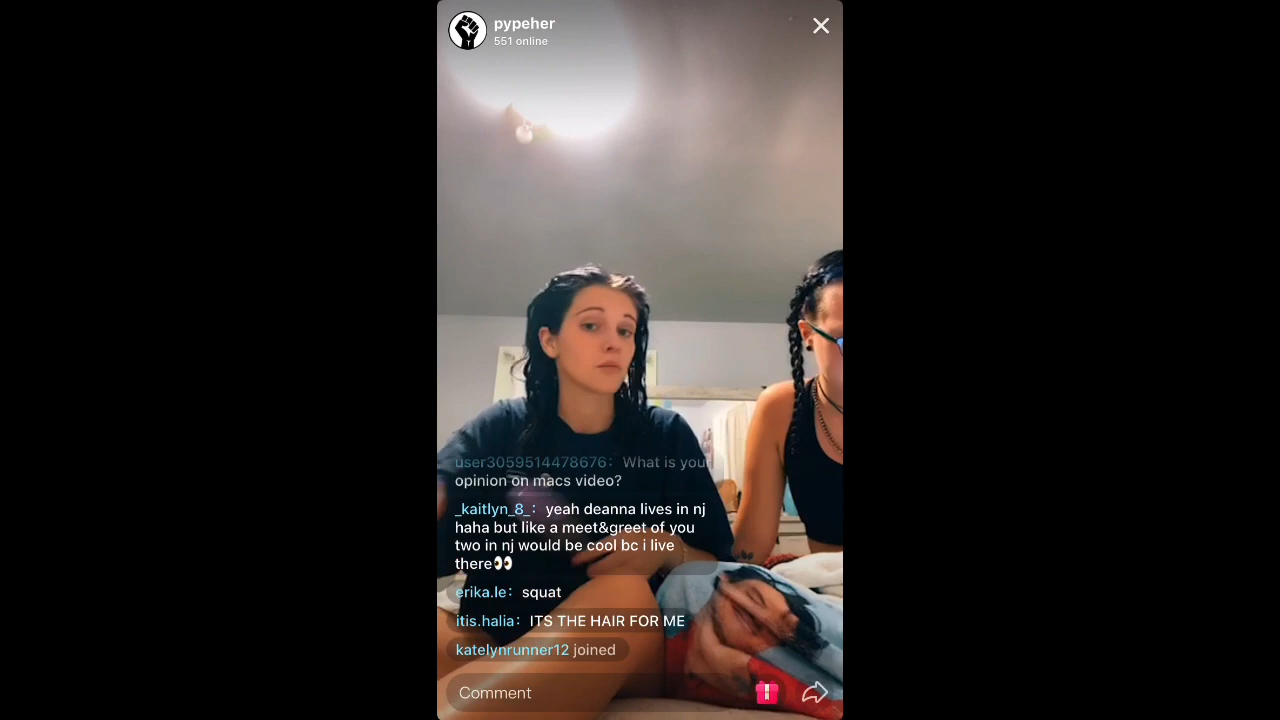 pypeher
551 online
user3059514478676: What is your
opinion on macs video?
_kaitlyn_8_: yeah deanna lives in nj
haha but like a meet&greet of you
two in nj would be cool bc i live
there👀
erika.le: squat
itis.halia: ITS THE HAIR FOR ME
katelynrunner12 joined
Comment